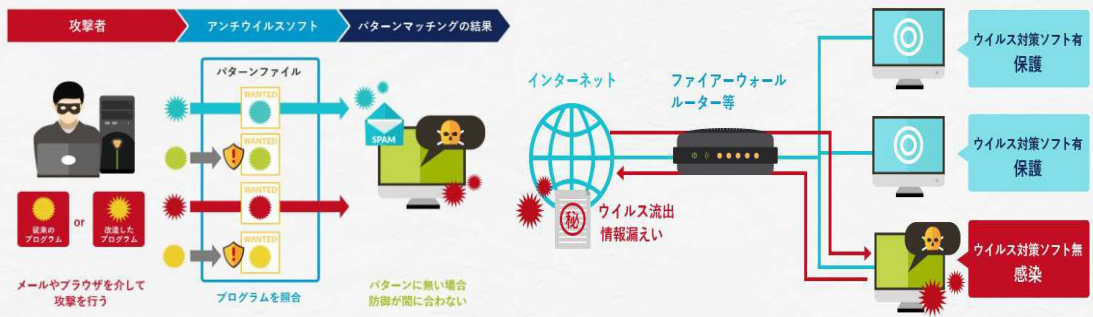 攻撃者
アンチウイルスソフト
パターンマッチングの結果
パターンファイル
WANTED
WANTED
WANTED
WANTED
SPAM
従来の
プログラム
or
改造した
プログラム
メールやブラウザを介して
攻撃を行う
プログラムを照合
パターンに無い場合
防御が間に合わない
インターネット
ファイアーウォール
ルーター等
秘
ウイルス流出
情報漏えい
ウイルス対策ソフト有
保護
ウイルス対策ソフト有
保護
ウイルス対策ソフト無
感染